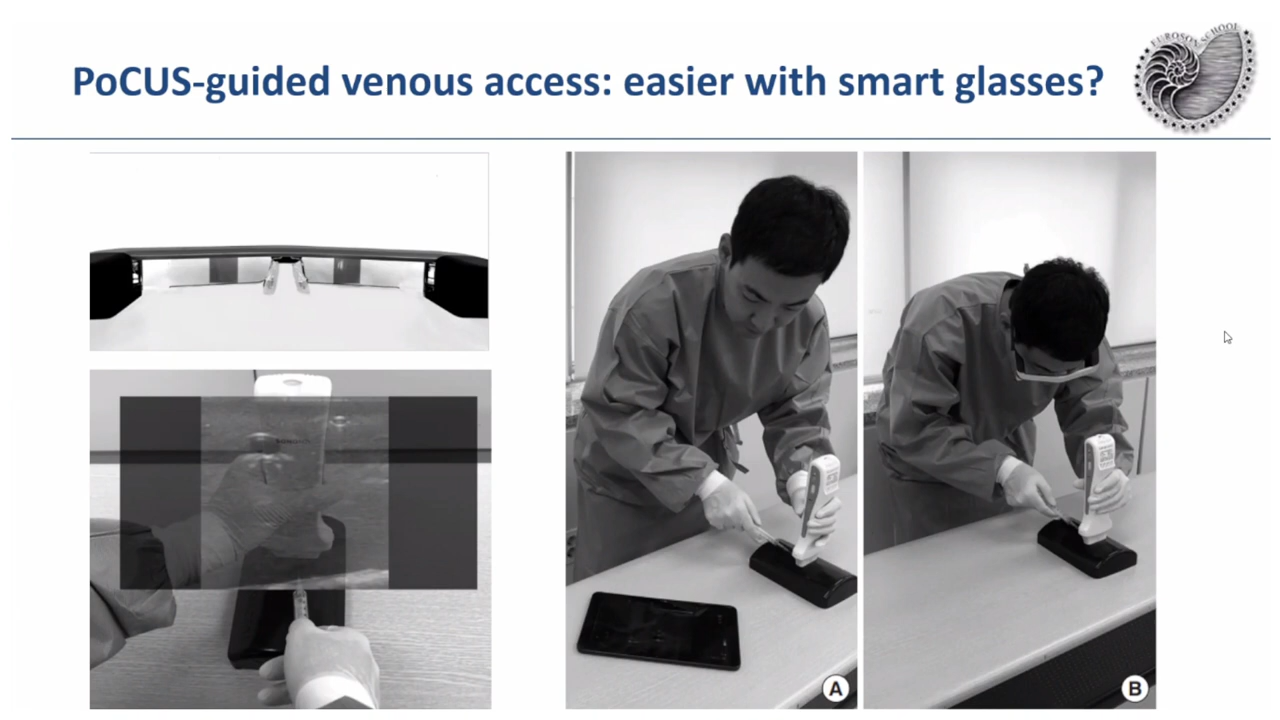 PoCUS-guided venous access: easier with smart glasses?
EUROSON SCHOOL
A
B